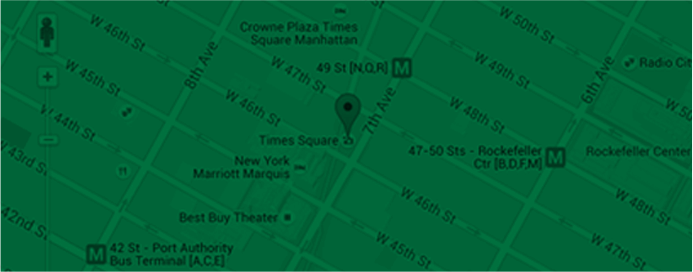 W 50th St
Crowne Plaza Times
Square Manhattan
W 46th St
8th Ave
W 47th St
49 St [N,Q,R] M
W 49th St
6th Ave
Radio Cit
W 45th St
W 46th St
7th Ave
W 48th St
W 44th St
Times Square
47-50 Sts - Rockefeller
Ctr [B,D,F,M] M
Rockefeller Center
W 43rd St
New York
Marriott Marquis
W 46th St
W 48th St
Best Buy Theater
W 42nd St
W 45th St
W 47th St
M 42 St - Port Authority
Bus Terminal [A,C,E]